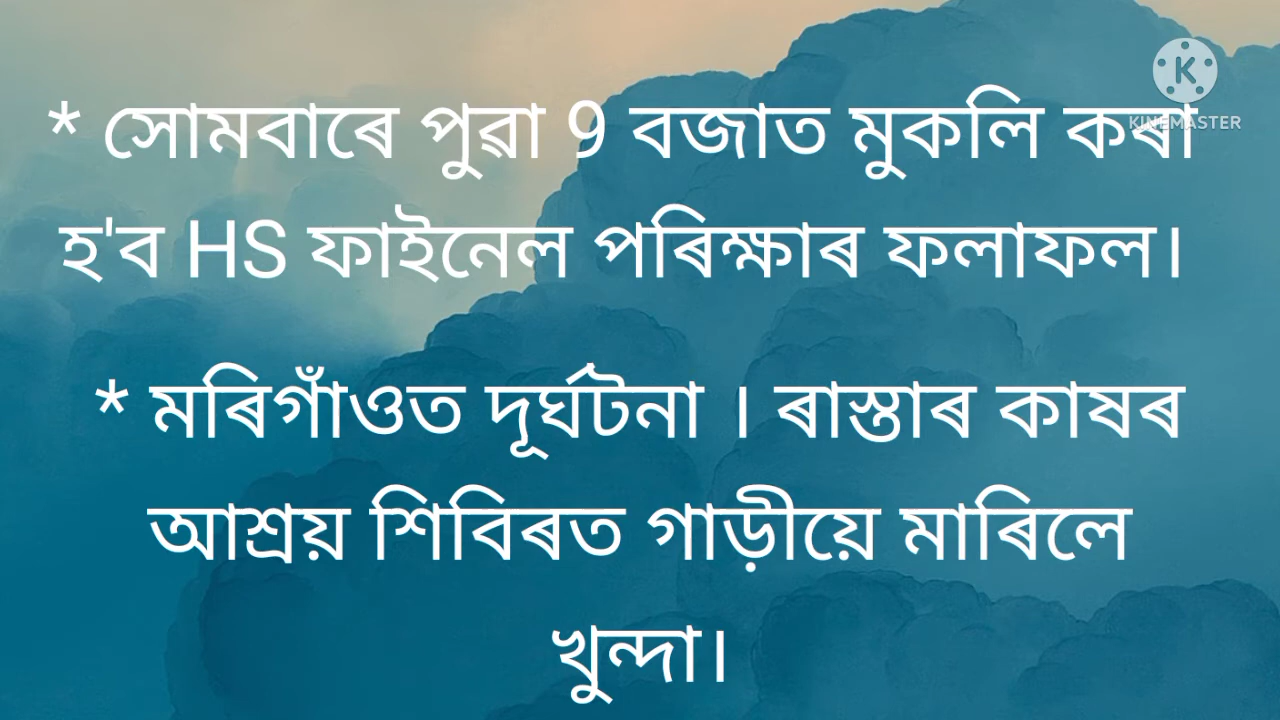 * সোমবাৰে পুৱা 9 বজাত মুকলি কৰা
হ'ব HS ফাইনেল পৰিক্ষাৰ ফলাফল।
* মৰিগাঁওত দূৰ্ঘটনা । ৰাস্তাৰ কাষৰ
আশ্ৰয় শিবিৰত গাড়ীয়ে মাৰিলে
খুন্দা।
K
KINEMASTER